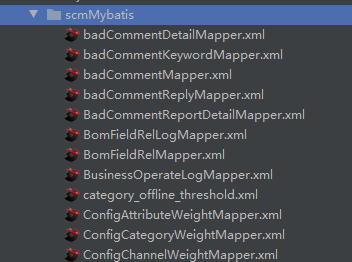 scmMybatis
badCommentDetailMapper.xml
badCommentKeywordMapper.xml
badCommentMapper.xml
badCommentReplyMapper.xml
BadCommentReportDetailMapper.xml
BomFieldRelLogMapper.xml
BomFieldRelMapper.xml
BusinessOperateLogMapper.xml
category_offline_threshold.xml
ConfigAttributeWeightMapper.xml
ConfigCategoryWeightMapper.xml
ConfigChannelWeightMapper.xml